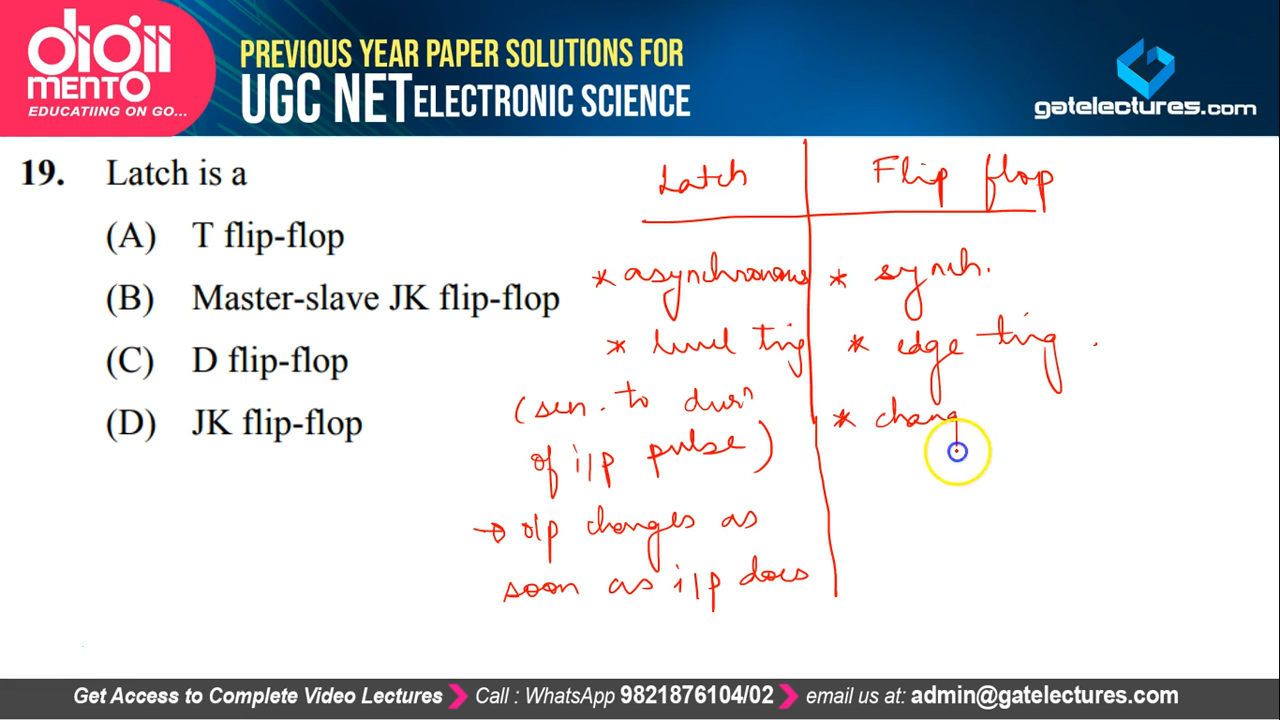 digii
MENTO
EDUCATIING ON GO...
PREVIOUS YEAR PAPER SOLUTIONS FOR
UGC NET ELECTRONIC SCIENCE
gatelectures.com
19. Latch is a
(A) T flip-flop
(B) Master-slave JK flip-flop
(C) D flip-flop
(D) JK flip-flop
Latch
* asynchronous
* level trig
(sen. to durn
of i/p pulse)
→ o/p changes as
soon as i/p does
Flip flop
* synch.
* edge trig.
* chang
Get Access to Complete Video Lectures Call : WhatsApp 9821876104/02 email us at: admin@gatelectures.com